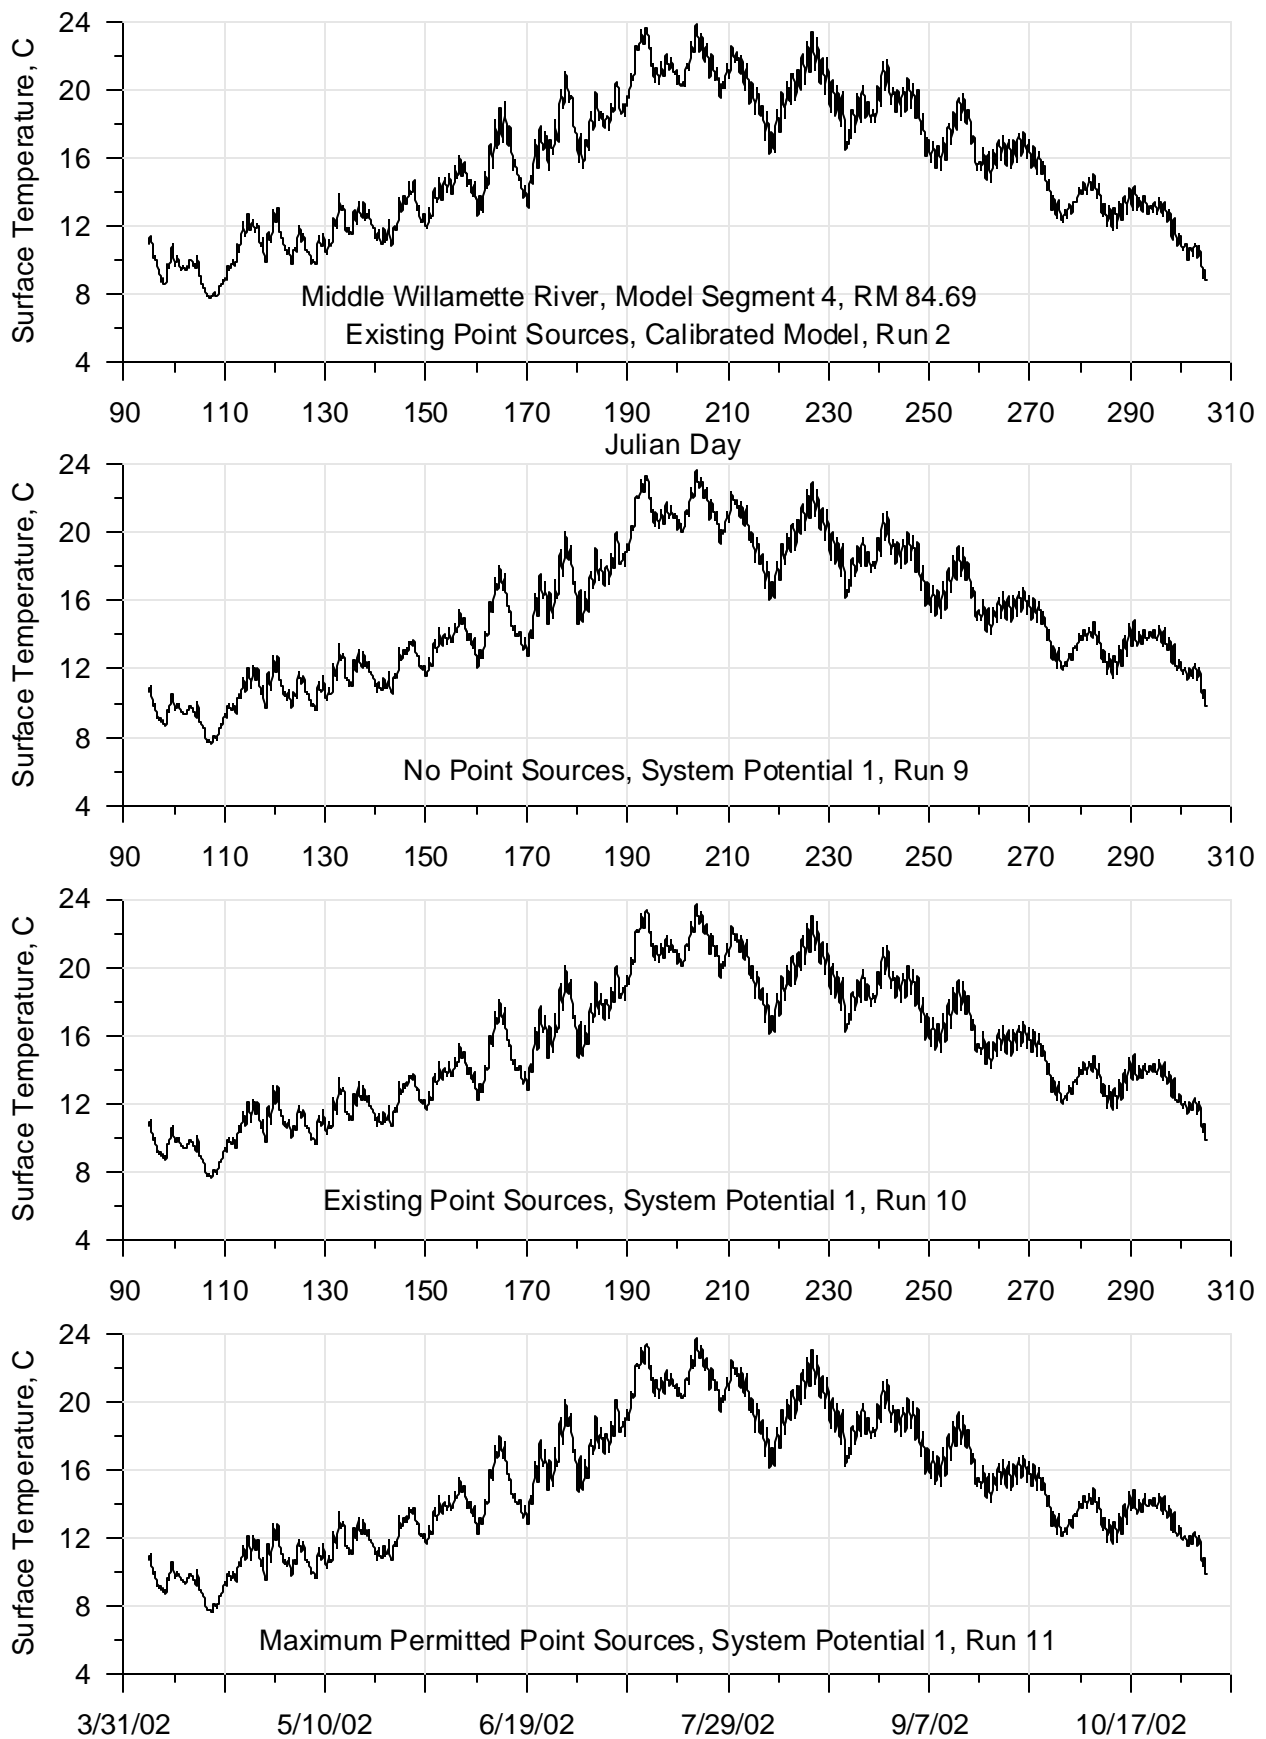 24
20
16
12
8
4
Surface Temperature, C
Middle Willamette River, Model Segment 4, RM 84.69
Existing Point Sources, Calibrated Model, Run 2
90 110 130 150 170 190 210 230 250 270 290 310
Julian Day
24
20
16
12
8
4
Surface Temperature, C
No Point Sources, System Potential 1, Run 9
90 110 130 150 170 190 210 230 250 270 290 310
24
20
16
12
8
4
Surface Temperature, C
Existing Point Sources, System Potential 1, Run 10
90 110 130 150 170 190 210 230 250 270 290 310
24
20
16
12
8
4
Surface Temperature, C
Maximum Permitted Point Sources, System Potential 1, Run 11
3/31/02 5/10/02 6/19/02 7/29/02 9/7/02 10/17/02